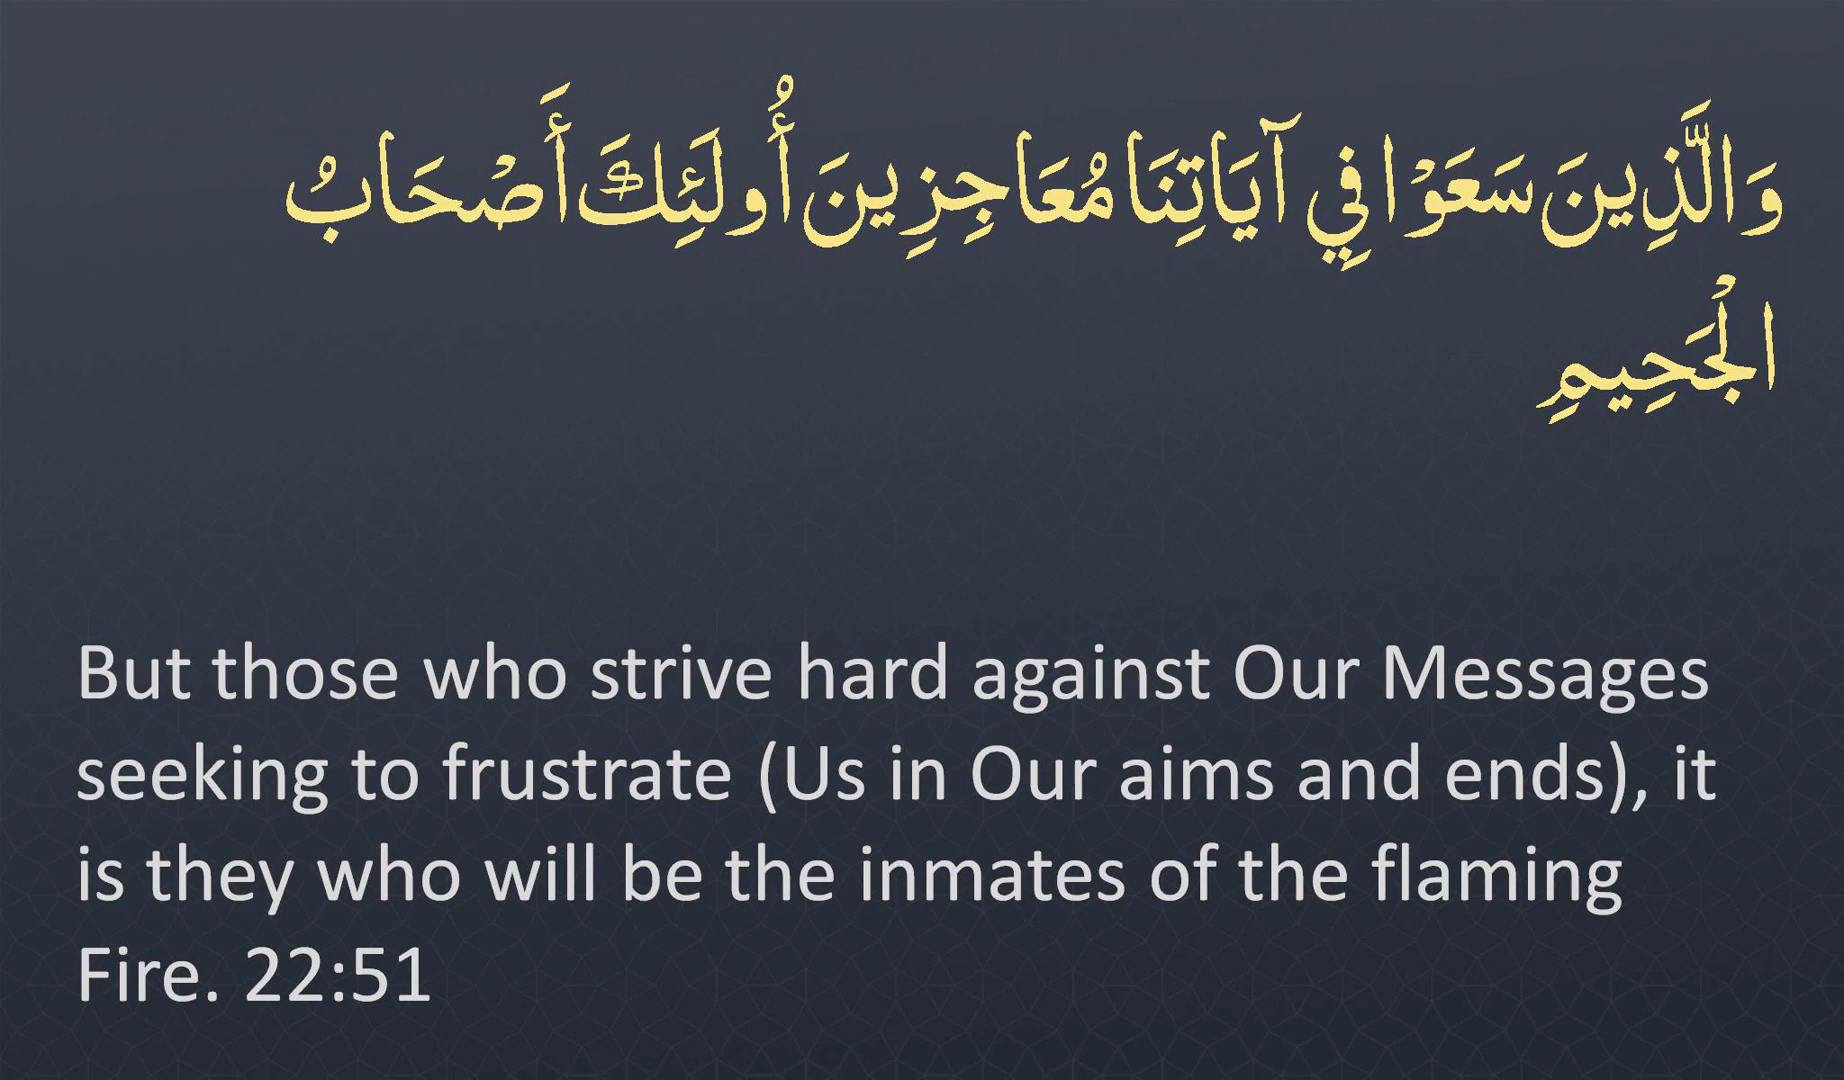 وَالَّذِينَ سَعَوْا فِي آيَاتِنَا مُعَاجِزِينَ أُولَئِكَ أَصْحَابُ
الْجَحِيمِ
But those who strive hard against Our Messages
seeking to frustrate (Us in Our aims and ends), it
is they who will be the inmates of the flaming
Fire. 22:51